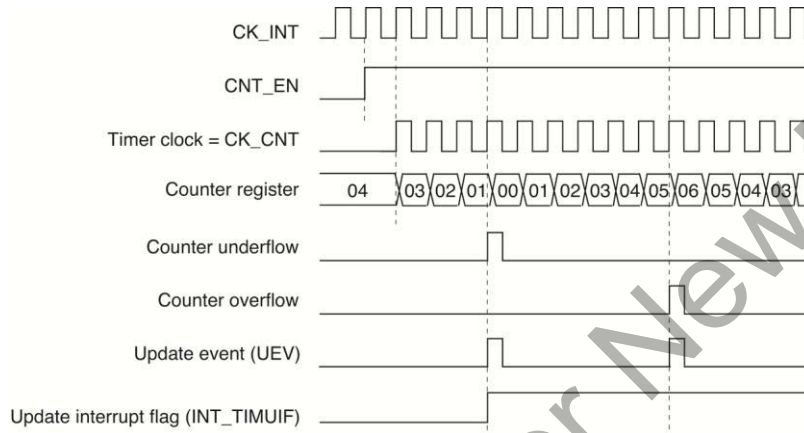 CK_INT
CNT_EN
Timer clock = CK_CNT
Counter register 04 03 02 01 00 01 02 03 04 05 06 05 04 03
Counter underflow
Counter overflow
Update event (UEV)
Update interrupt flag (INT_TIMUIF)
r New